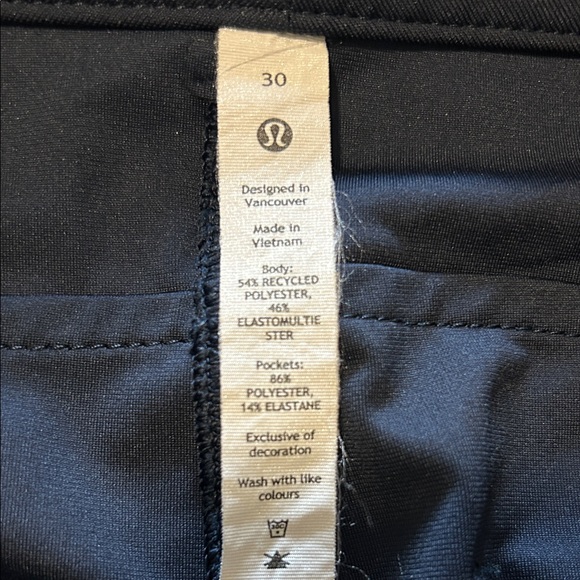 30
Designed in
Vancouver
Made in
Vietnam
Body:
54% RECYCLED
POLYESTER,
46%
ELASTOMULTIE
STER
Pockets:
86%
POLYESTER,
14% ELASTANE
Exclusive of
decoration
Wash with like
colours